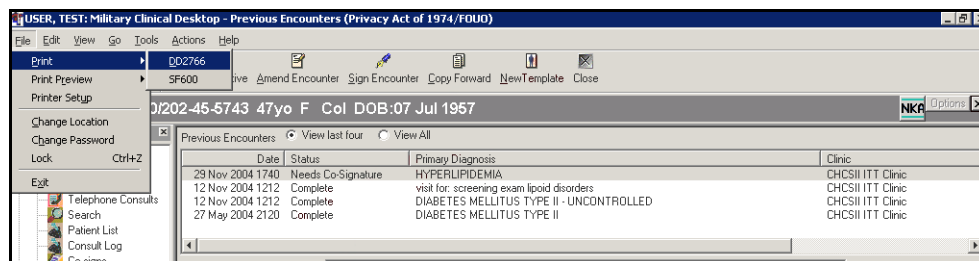 USER, TEST: Military Clinical Desktop - Previous Encounters (Privacy Act of 1974/FOUO)
File Edit View Go Tools Actions Help
Print DD2766
Print Preview SF600
ive Amend Encounter Sign Encounter Copy Forward NewTemplate Close
Printer Setup
0/202-45-5743 47yo F Col DOB:07 Jul 1957 NKA Options
Change Location
Change Password
Previous Encounters View last four View All
Lock Ctrl+Z
Date Status Primary Diagnosis Clinic
29 Nov 2004 1740 Needs Co-Signature HYPERLIPIDEMIA CHCSII ITT Clinic
Exit
12 Nov 2004 1212 Complete visit for: screening exam lipoid disorders CHCSII ITT Clinic
Telephone Consults
12 Nov 2004 1212 Complete DIABETES MELLITUS TYPE II - UNCONTROLLED CHCSII ITT Clinic
Search
27 May 2004 2120 Complete DIABETES MELLITUS TYPE II CHCSII ITT Clinic
Patient List
Consult Log